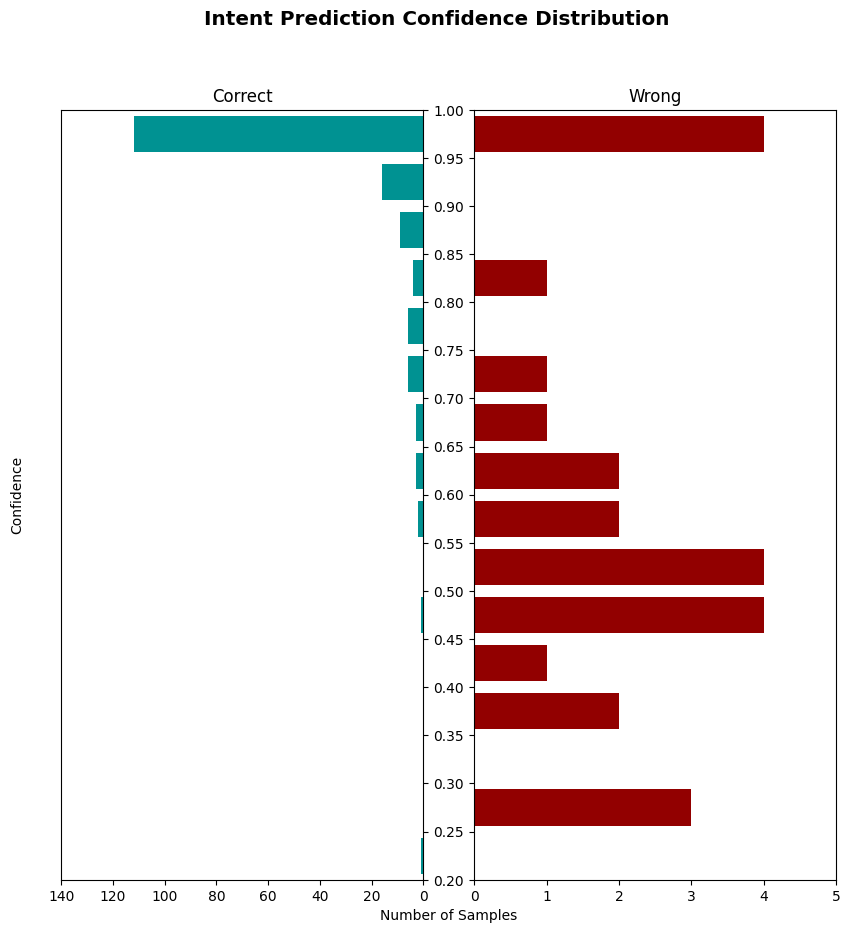 Intent Prediction Confidence Distribution
Correct
Wrong
1.00
0.95
0.90
0.85
0.80
0.75
0.70
0.65
0.60
0.55
0.50
0.45
0.40
0.35
0.30
0.25
0.20
Confidence
140 120 100 80 60 40 20 0
0 1 2 3 4 5
Number of Samples